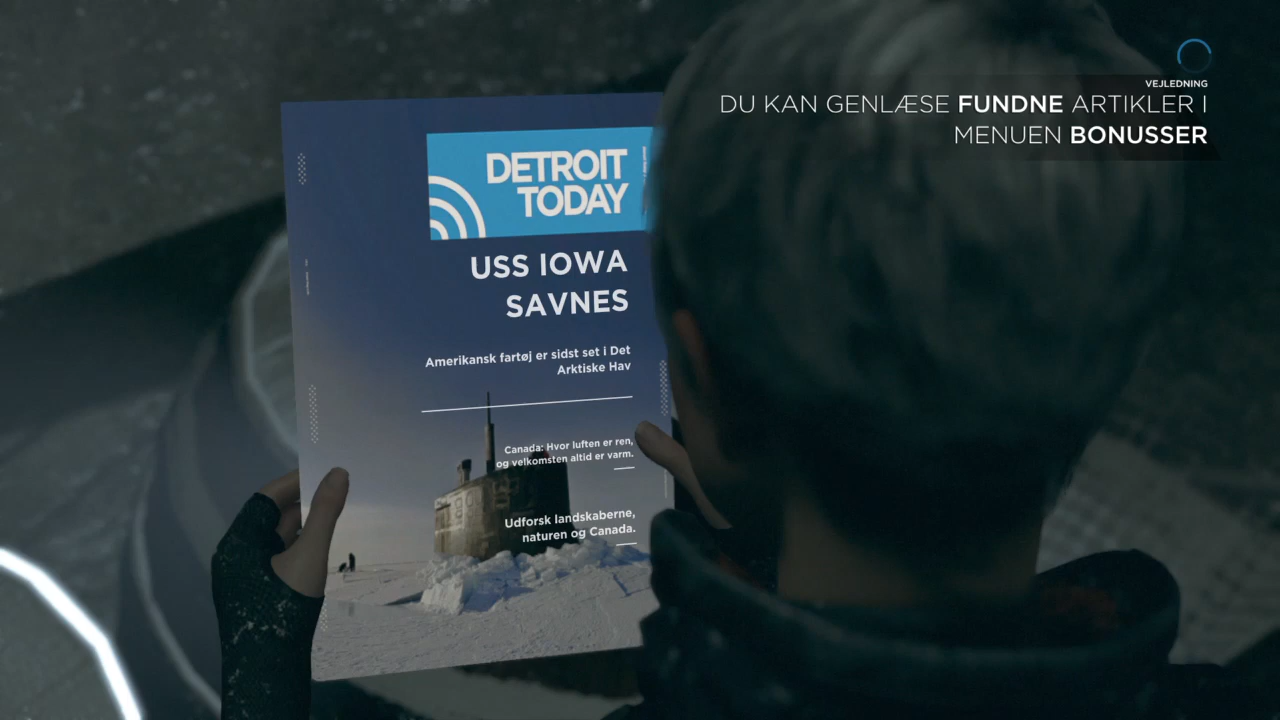 VEJLEDNING
DU KAN GENLÆSE FUNDNE ARTIKLER I
MENUEN BONUSSER
DETROIT
TODAY
USS IOWA
SAVNES
Amerikansk fartøj er sidst set i Det
Arktiske Hav
Canada: Hvor luften er ren,
og velkomsten altid er varm.
Udforsk landskaberne,
naturen og Canada.